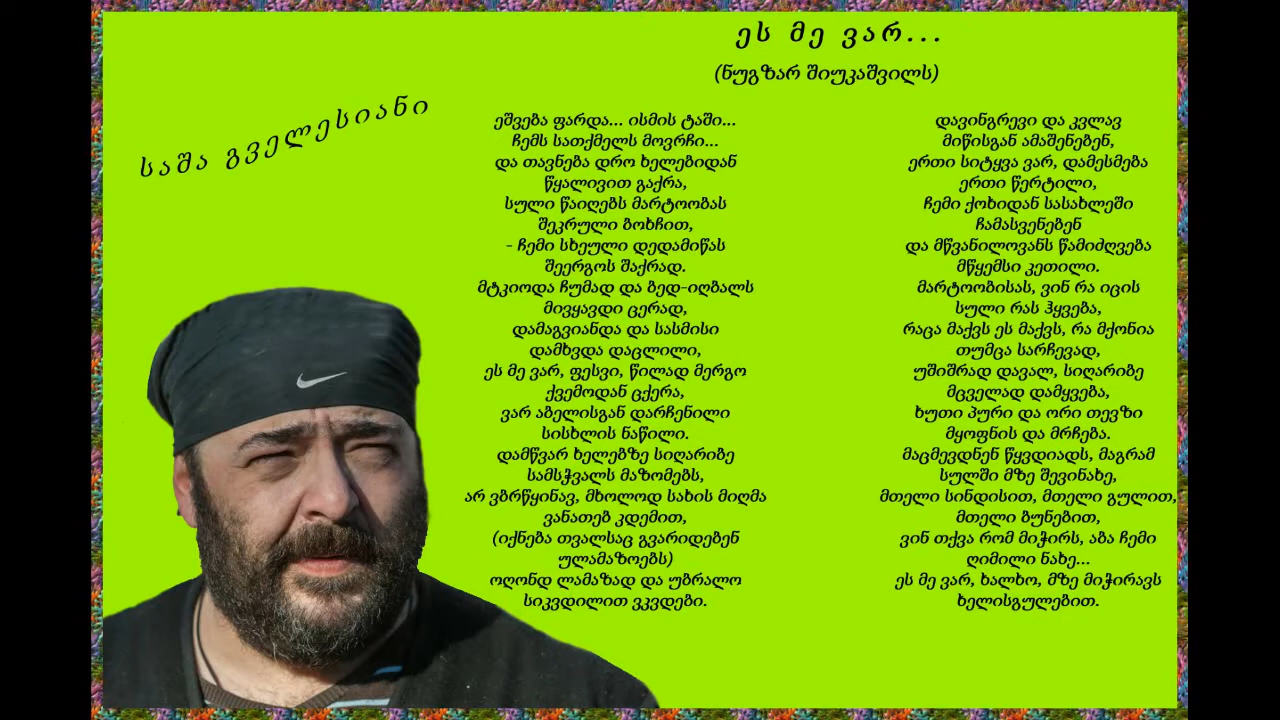 ეს მე ვარ...
(ნუგზარ შიუკაშვილს)
საშა გველესიანი
ეშვება ფარდა... ისმის ტაში...
ჩემს სათქმელს მოვრჩი...
და თავნება დრო ხელებიდან
წყალივით გაქრა,
სული წაიღებს მარტოობას
შეკრული ბოხჩით,
- ჩემი სხეული დედამიწას
შეერგოს შაქრად.
მტკიოდა ჩუმად და ბედ-იღბალს
მივყავდი ცერად,
დამაგვიანდა და სასმისი
დამხვდა დაცლილი,
ეს მე ვარ, ფესვი, წილად მერგო
ქვემოდან ცქერა,
ვარ აბელისგან დარჩენილი
სისხლის ნაწილი.
დამწვარ ხელებზე სიღარიბე
სამსჭვალს მაზომებს,
არ ვბრწყინავ, მხოლოდ სახის მიღმა
ვანათებ კდემით,
(იქნება თვალსაც გვარიდებენ
ულამაზოებს)
ოღონდ ლამაზად და უბრალო
სიკვდილით ვკვდები.
დავინგრევი და კვლავ
მიწისგან ამაშენებენ,
ერთი სიტყვა ვარ, დამესმება
ერთი წერტილი,
ჩემი ქოხიდან სასახლეში
ჩამასვენებენ
და მწვანილოვანს წამიძღვება
მწყემსი კეთილი.
მარტოობისას, ვინ რა იცის
სული რას ჰყვება,
რაცა მაქვს ეს მაქვს, რა მქონია
თუმცა სარჩევად,
უშიშრად დავალ, სიღარიბე
მცველად დამყვება,
ხუთი პური და ორი თევზი
მყოფნის და მრჩება.
მაცმევდნენ წყვდიადს, მაგრამ
სულში მზე შევინახე,
მთელი სინდისით, მთელი გულით,
მთელი ბუნებით,
ვინ თქვა რომ მიჭირს, აბა ჩემი
ღიმილი ნახე...
ეს მე ვარ, ხალხო, მზე მიჭირავს
ხელისგულებით.